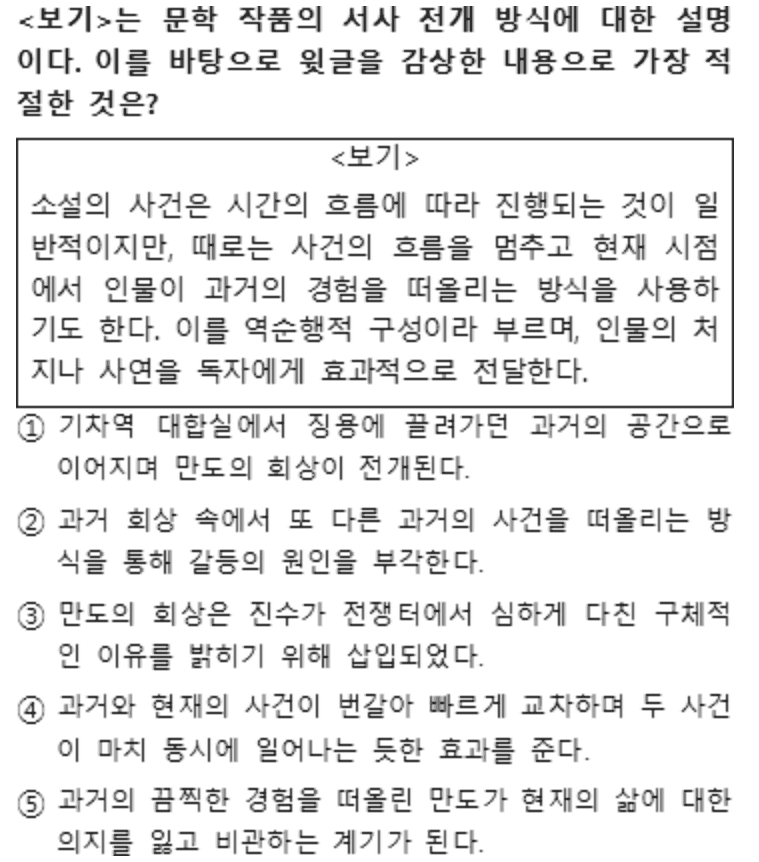 <보기>는 문학 작품의 서사 전개 방식에 대한 설명
이다. 이를 바탕으로 윗글을 감상한 내용으로 가장 적
절한 것은?
<보기>
소설의 사건은 시간의 흐름에 따라 진행되는 것이 일
반적이지만, 때로는 사건의 흐름을 멈추고 현재 시점
에서 인물이 과거의 경험을 떠올리는 방식을 사용하
기도 한다. 이를 역순행적 구성이라 부르며, 인물의 처
지나 사연을 독자에게 효과적으로 전달한다.
① 기차역 대합실에서 징용에 끌려가던 과거의 공간으로
이어지며 만도의 회상이 전개된다.
② 과거 회상 속에서 또 다른 과거의 사건을 떠올리는 방
식을 통해 갈등의 원인을 부각한다.
③ 만도의 회상은 진수가 전쟁터에서 심하게 다친 구체적
인 이유를 밝히기 위해 삽입되었다.
④ 과거와 현재의 사건이 번갈아 빠르게 교차하며 두 사건
이 마치 동시에 일어나는 듯한 효과를 준다.
⑤ 과거의 끔찍한 경험을 떠올린 만도가 현재의 삶에 대한
의지를 잃고 비관하는 계기가 된다.